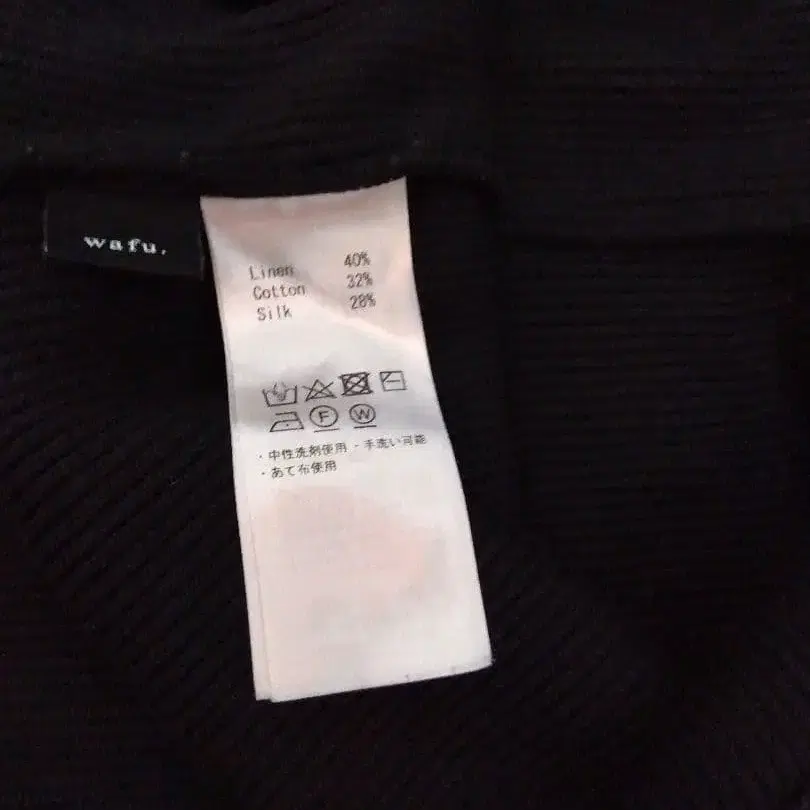 wafu.
Linen 40%
Cotton 32%
Silk 28%
F W
・中性洗剤使用・手洗い可能
・あて布使用